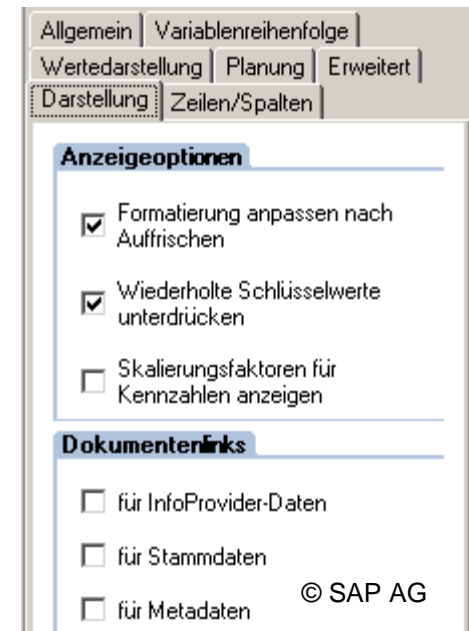 Allgemein Variablenreihenfolge
Wertedarstellung Planung Erweitert
Darstellung Zeilen/Spalten
Anzeigeoptionen
Formatierung anpassen nach
Auffrischen
Wiederholte Schlüsselwerte
unterdrücken
Skalierungsfaktoren für
Kennzahlen anzeigen
Dokumentenlinks
für InfoProvider-Daten
für Stammdaten
© SAP AG
für Metadaten